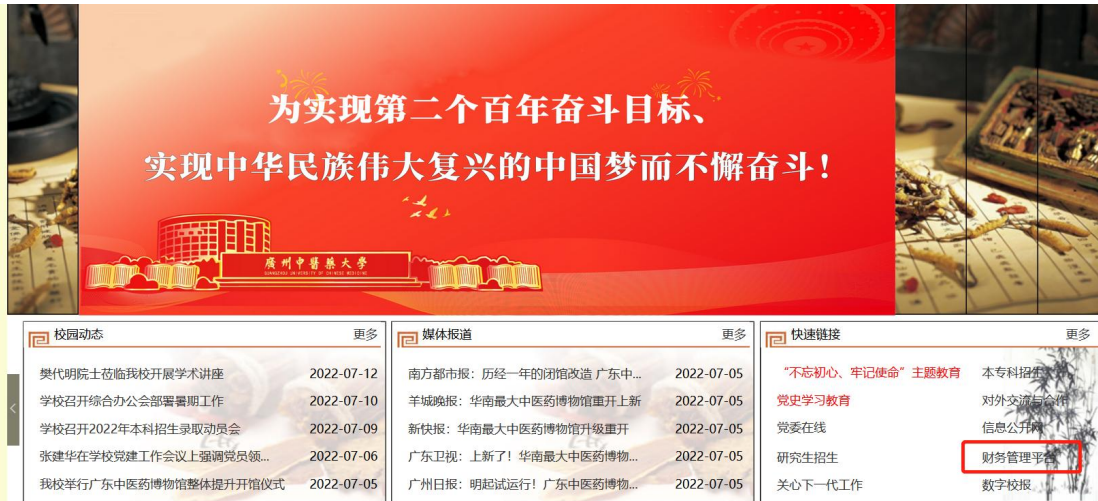 为实现第二个百年奋斗目标、
实现中华民族伟大复兴的中国梦而不懈奋斗！
廣州中醫藥大學
GUANGZHOU UNIVERSITY OF CHINESE MEDICINE
校园动态 更多
樊代明院士莅临我校开展学术讲座 2022-07-12
学校召开综合办公会部署暑期工作 2022-07-10
学校召开2022年本科招生录取动员会 2022-07-09
张建华在学校党建工作会议上强调党员领... 2022-07-06
我校举行广东中医药博物馆整体提升开馆仪式 2022-07-05
媒体报道 更多
南方都市报：历经一年的闭馆改造 广东中... 2022-07-05
羊城晚报：华南最大中医药博物馆重开上新 2022-07-05
新快报：华南最大中医药博物馆升级重开 2022-07-05
广东卫视：上新了！华南最大中医药博物... 2022-07-05
广州日报：明起试运行！广东中医药博物... 2022-07-05
快速链接 更多
“不忘初心、牢记使命”主题教育 本专科招生
党史学习教育 对外交流与合作
党委在线 信息公开网
研究生招生 财务管理平台
关心下一代工作 数字校报